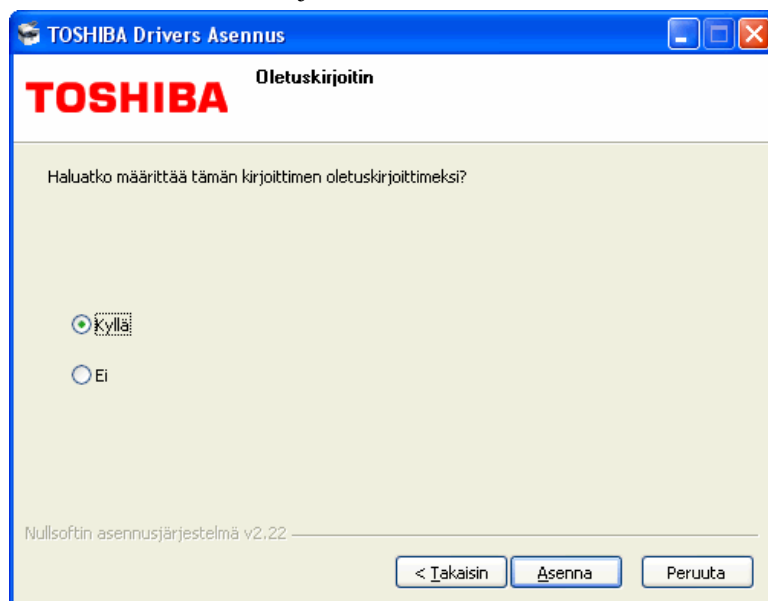 TOSHIBA Drivers Asennus
TOSHIBA
Oletuskirjoitin
Haluatko määrittää tämän kirjoittimen oletuskirjoittimeksi?
Kyllä
Ei
Nullsoftin asennusjärjestelmä v2.22
< Takaisin
Asenna
Peruuta